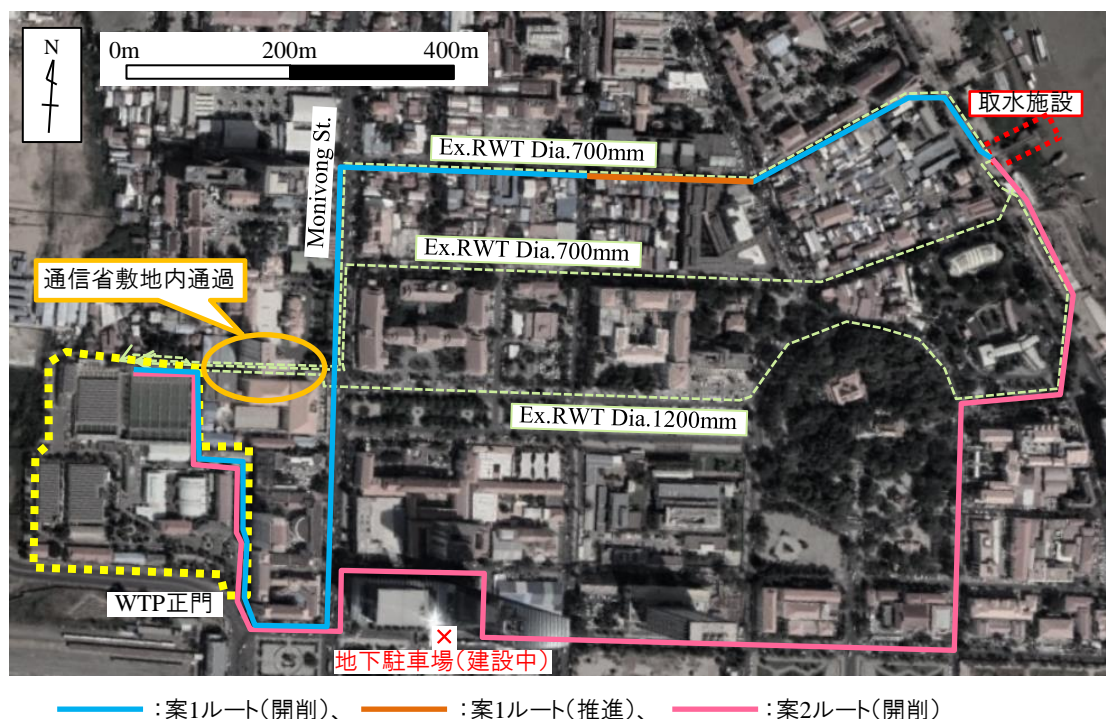 N
0m 200m 400m
取水施設
Monivong St.
Ex.RWT Dia.700mm
Ex.RWT Dia.700mm
通信省敷地内通過
Ex.RWT Dia.1200mm
WTP正門
×
地下駐車場(建設中)
:案1ルート(開削)、 :案1ルート(推進)、 :案2ルート(開削)